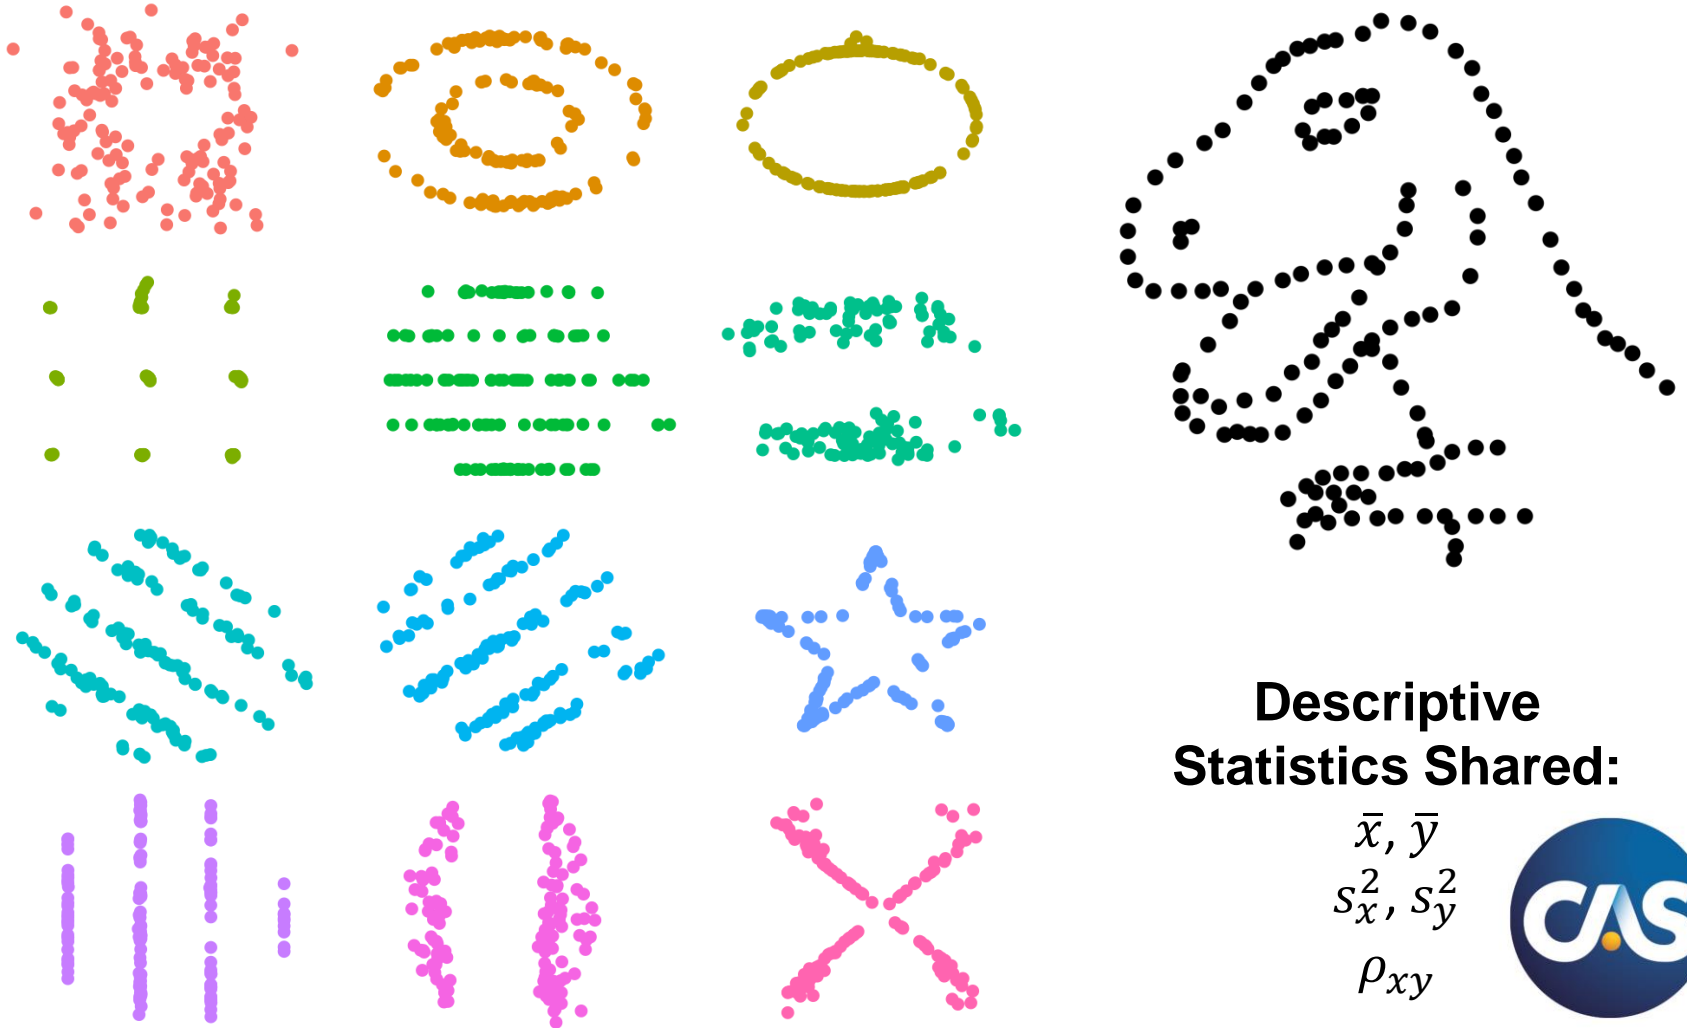 Descriptive
Statistics Shared:
x̄, ȳ
s²ₓ, s²ᵧ
ρₓᵧ
CAS